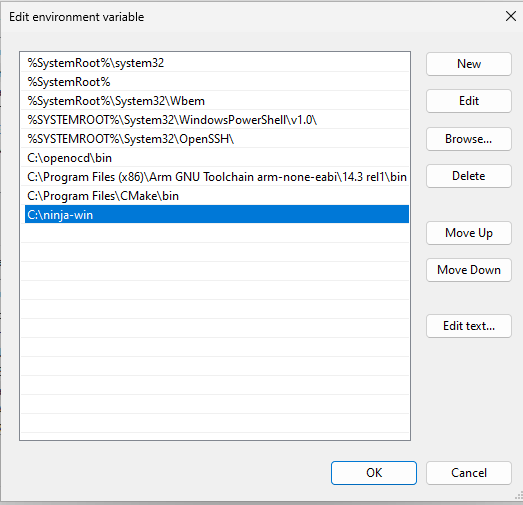 Edit environment variable
%SystemRoot%\system32
%SystemRoot%
%SystemRoot%\System32\Wbem
%SYSTEMROOT%\System32\WindowsPowerShell\v1.0\
%SYSTEMROOT%\System32\OpenSSH\
C:\openocd\bin
C:\Program Files (x86)\Arm GNU Toolchain arm-none-eabi\14.3 rel1\bin
C:\Program Files\CMake\bin
C:\ninja-win
New
Edit
Browse...
Delete
Move Up
Move Down
Edit text...
OK
Cancel